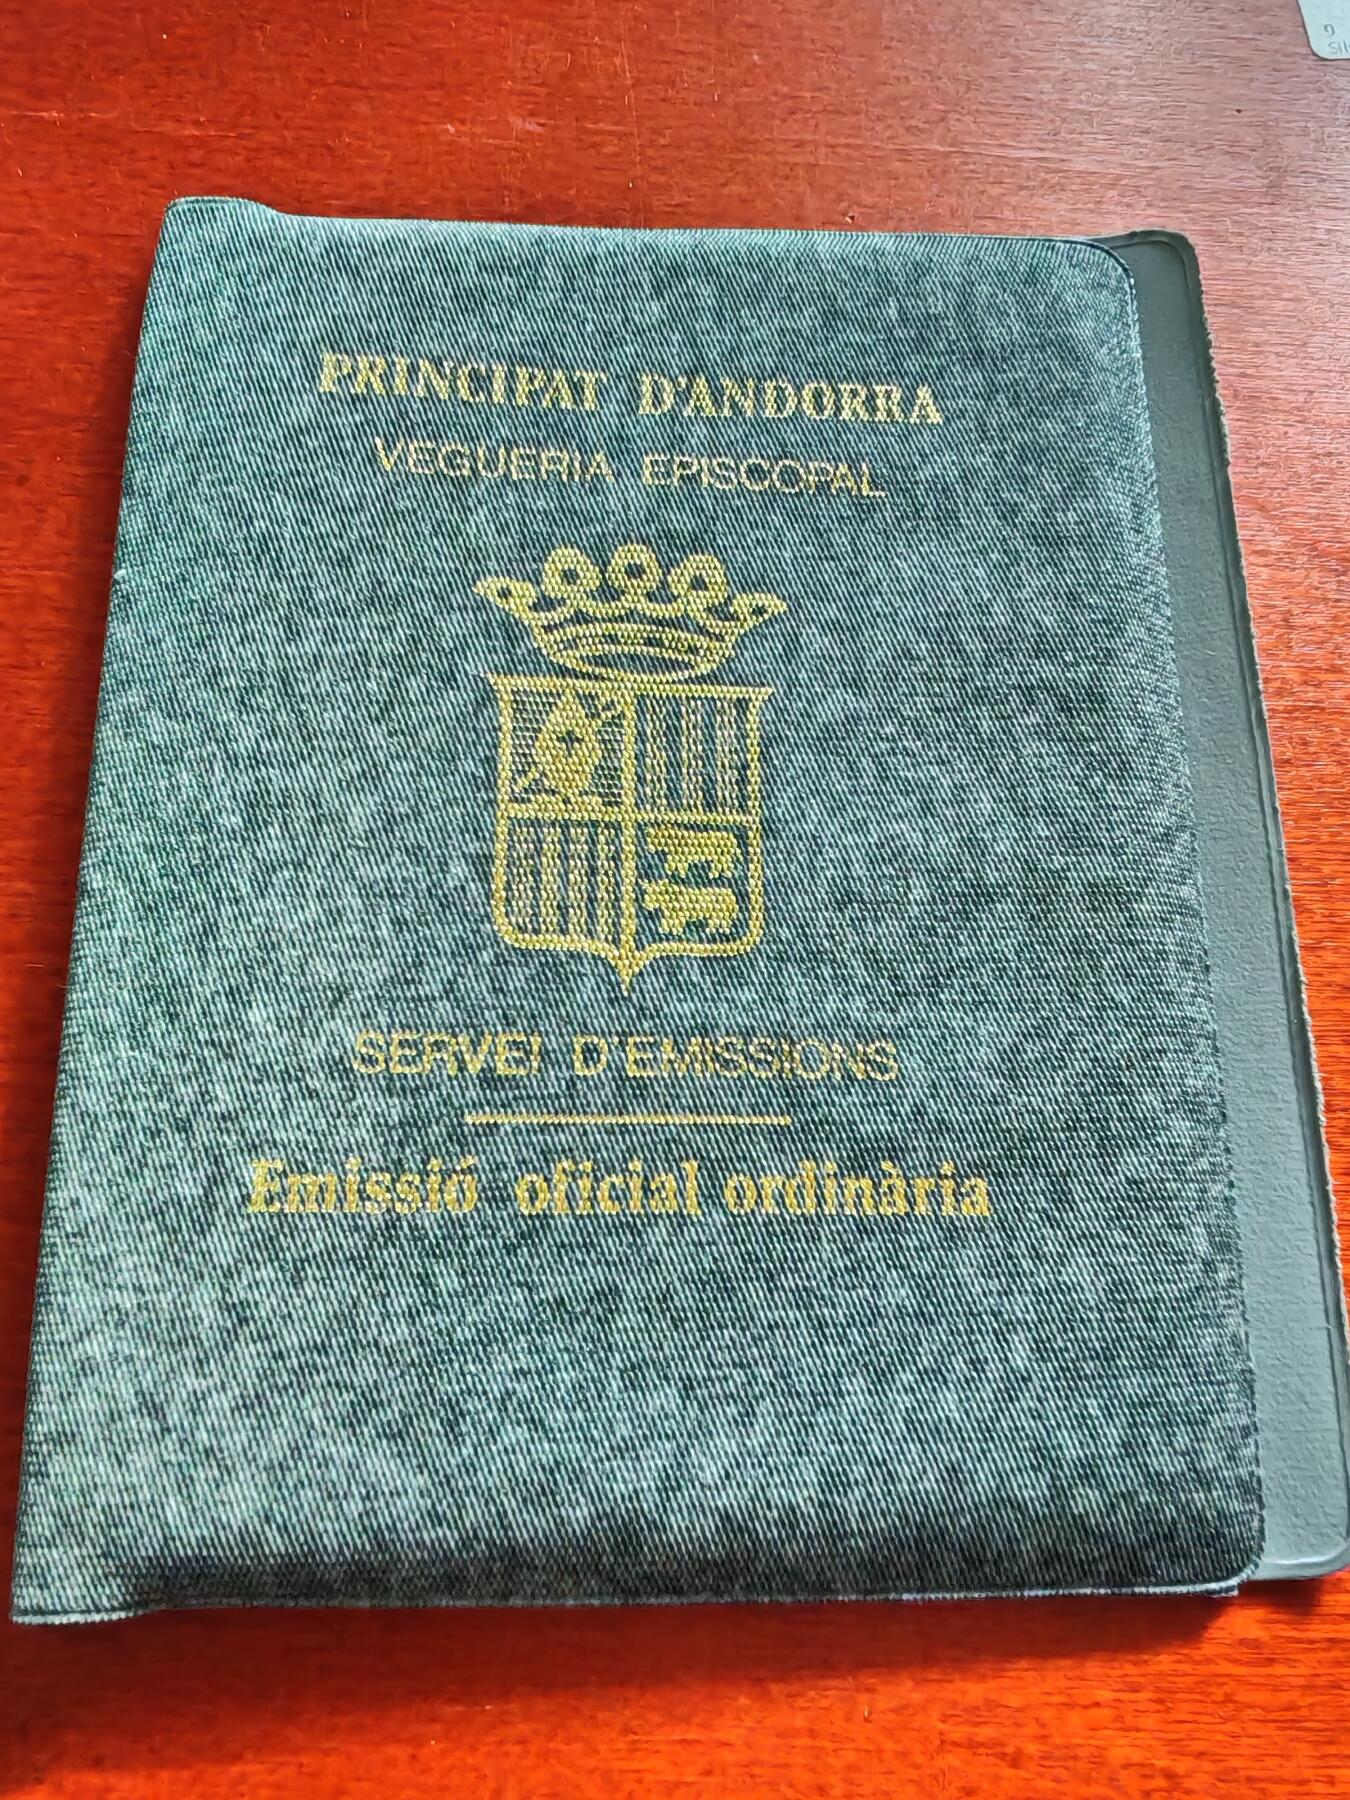 PRINCIPAT D'ANDORRA
VEGUERIA EPISCOPAL
SERVEI D'EMISSIONS
Emissió oficial ordinària